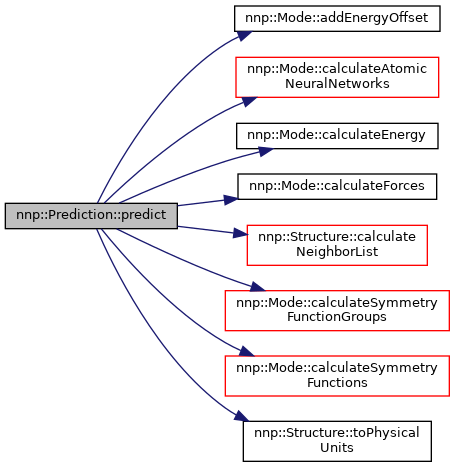 nnp::Mode::addEnergyOffset
nnp::Mode::calculateAtomic
NeuralNetworks
nnp::Mode::calculateEnergy
nnp::Mode::calculateForces
nnp::Prediction::predict
nnp::Structure::calculate
NeighborList
nnp::Mode::calculateSymmetry
FunctionGroups
nnp::Mode::calculateSymmetry
Functions
nnp::Structure::toPhysical
Units